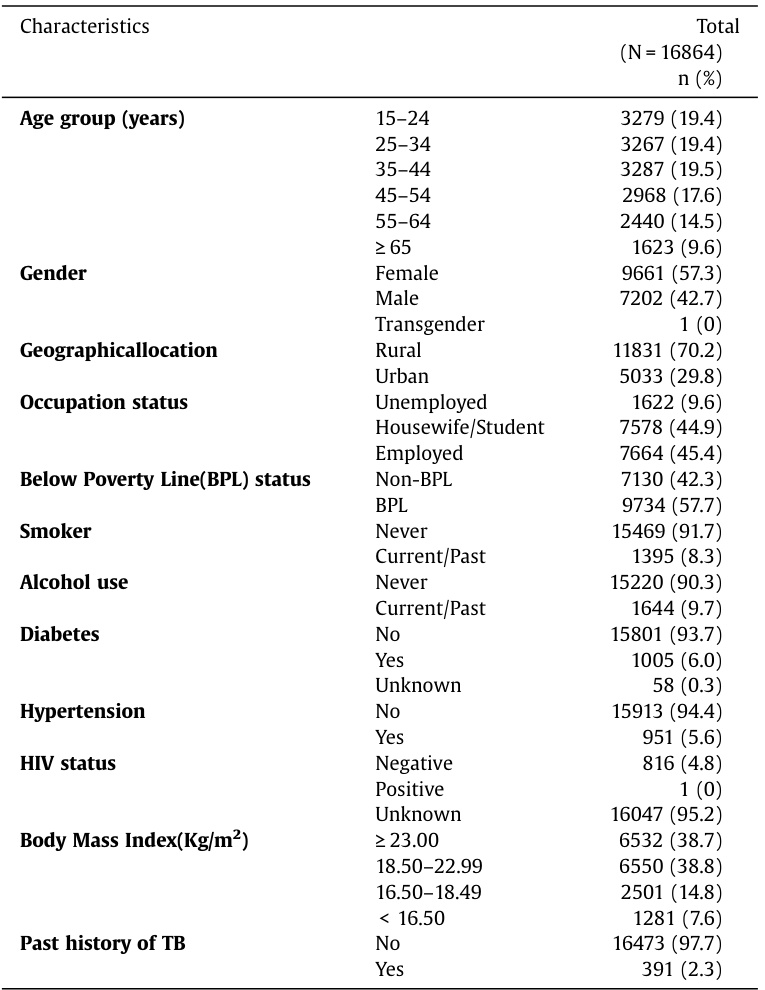 Characteristics Total
(N = 16864)
n (%)
Age group (years) 15–24 3279 (19.4)
25–34 3267 (19.4)
35–44 3287 (19.5)
45–54 2968 (17.6)
55–64 2440 (14.5)
≥ 65 1623 (9.6)
Gender Female 9661 (57.3)
Male 7202 (42.7)
Transgender 1 (0)
Geographicallocation Rural 11831 (70.2)
Urban 5033 (29.8)
Occupation status Unemployed 1622 (9.6)
Housewife/Student 7578 (44.9)
Employed 7664 (45.4)
Below Poverty Line(BPL) status Non-BPL 7130 (42.3)
BPL 9734 (57.7)
Smoker Never 15469 (91.7)
Current/Past 1395 (8.3)
Alcohol use Never 15220 (90.3)
Current/Past 1644 (9.7)
Diabetes No 15801 (93.7)
Yes 1005 (6.0)
Unknown 58 (0.3)
Hypertension No 15913 (94.4)
Yes 951 (5.6)
HIV status Negative 816 (4.8)
Positive 1 (0)
Unknown 16047 (95.2)
Body Mass Index(Kg/m²) ≥ 23.00 6532 (38.7)
18.50–22.99 6550 (38.8)
16.50–18.49 2501 (14.8)
< 16.50 1281 (7.6)
Past history of TB No 16473 (97.7)
Yes 391 (2.3)